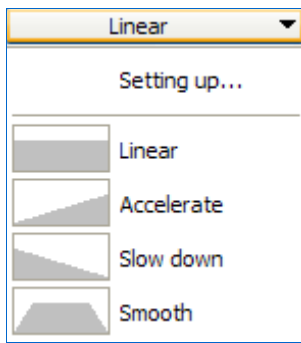 Linear
Setting up...
Linear
Accelerate
Slow down
Smooth